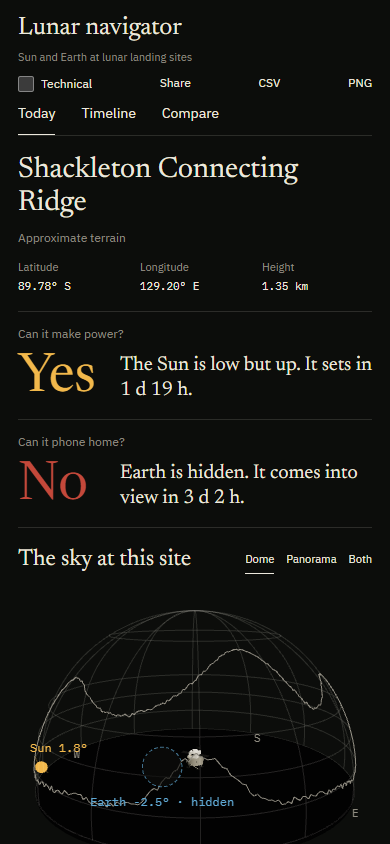 Lunar navigator
Sun and Earth at lunar landing sites
Technical Share CSV PNG
Today Timeline Compare
Shackleton Connecting
Ridge
Approximate terrain
Latitude Longitude Height
89.78° S 129.20° E 1.35 km
Can it make power?
Yes
The Sun is low but up. It sets in
1 d 19 h.
Can it phone home?
No
Earth is hidden. It comes into
view in 3 d 2 h.
The sky at this site
Dome Panorama Both
S
Sun 1.8°
W
Earth -2.5° · hidden
E